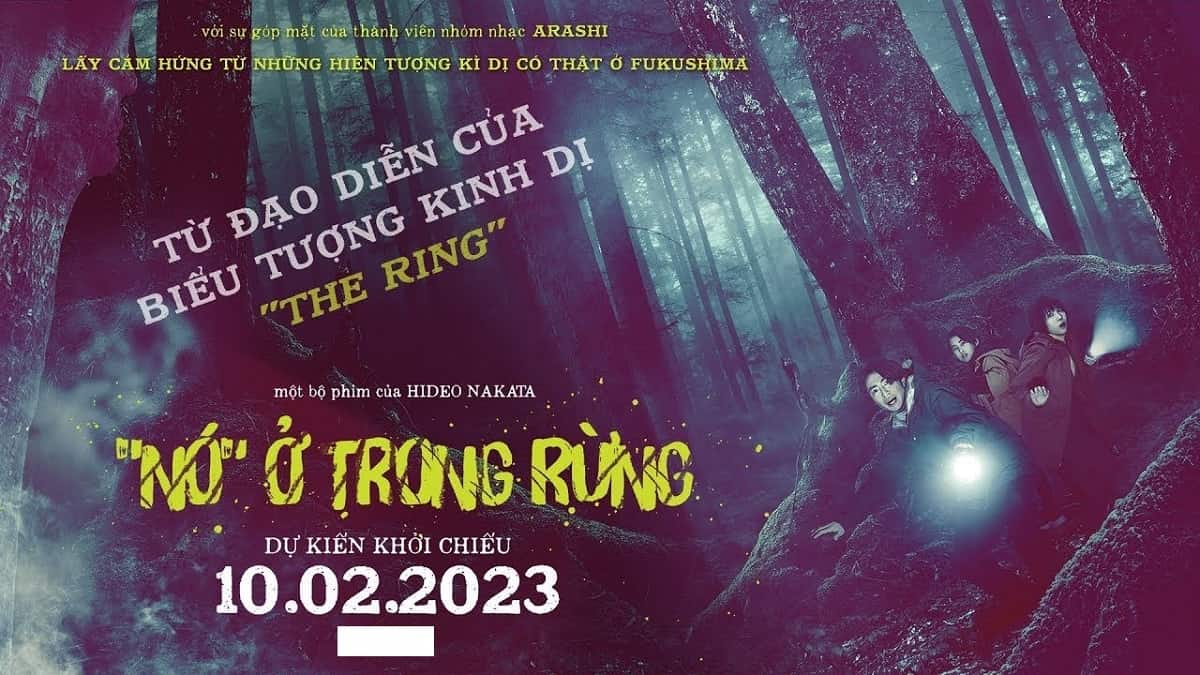 với sự góp mặt của thành viên nhóm nhạc ARASHI
LẤY CẢM HỨNG TỪ NHỮNG HIỆN TƯỢNG KÌ DỊ CÓ THẬT Ở FUKUSHIMA
TỪ ĐẠO DIỄN CỦA
BIỂU TƯỢNG KINH DỊ
"THE RING"
một bộ phim của HIDEO NAKATA
"NÓ" Ở TRONG RỪNG
DỰ KIẾN KHỞI CHIẾU
10.02.2023